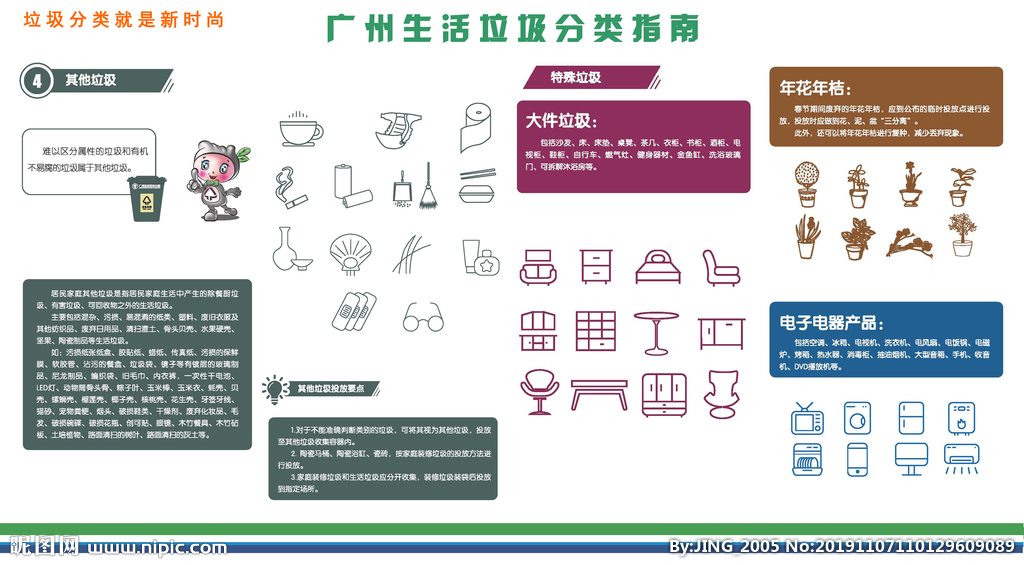 垃圾分类就是新时尚
广州生活垃圾分类指南
4
其他垃圾
难以区分属性的垃圾和有机
不易腐的垃圾属于其他垃圾。
居民家庭其他垃圾是指居民家庭生活中产生的除餐厨垃
圾、有害垃圾、可回收物之外的生活垃圾。
主要包括混杂、污损、易混淆的纸类、塑料、废旧衣服及
其他纺织品、废弃日用品、清扫渣土、骨头贝壳、水果硬壳、
坚果、陶瓷制品等生活垃圾。
如：污损纸张纸盒、胶贴纸、蜡纸、传真纸、污损的保鲜
膜、软胶管、沾污的餐盒、垃圾袋、镜子等有镀层的玻璃制
品、尼龙制品、编织袋、旧毛巾、内衣裤，一次性干电池、
LED灯、动物筒骨头骨、粽子叶、玉米棒、玉米衣、蚝壳、贝
壳、螺蛳壳、榴莲壳、椰子壳、核桃壳、花生壳、牙签牙线、
猫砂、宠物粪便、烟头、破损鞋类、干燥剂、废弃化妆品、毛
发、破损碗碟、破损花瓶、创可贴、眼镜、木竹餐具、木竹砧
板、土培植物、路面清扫的树叶、路面清扫的灰土等。
其他垃圾投放要点
1.对于不能准确判断类别的垃圾，可将其视为其他垃圾，投放
至其他垃圾收集容器内。
2. 陶瓷马桶、陶瓷浴缸、瓷砖，按家庭装修垃圾的投放方法进
行投放。
3.家庭装修垃圾和生活垃圾应分开收集，装修垃圾装袋后投放
到指定场所。
特殊垃圾
大件垃圾：
包括沙发、床、床垫、桌凳、茶几、衣柜、书柜、酒柜、电
视柜、鞋柜、自行车、燃气灶、健身器材、金鱼缸、洗浴玻璃
门、可拆解沐浴房等。
年花年桔：
春节期间废弃的年花年桔，应到公布的临时投放点进行投
放，投放时应做到花、泥、盆“三分离”。
此外，还可以将年花年桔进行复种，减少丢弃现象。
电子电器产品：
包括空调、冰箱、电视机、洗衣机、电风扇、电饭锅、电磁
炉、烤箱、热水器、消毒柜、抽油烟机、大型音箱、手机、收音
机、DVD播放机等。
昵图网 www.nipic.com
By:JING_2005 No:20191107110129609089